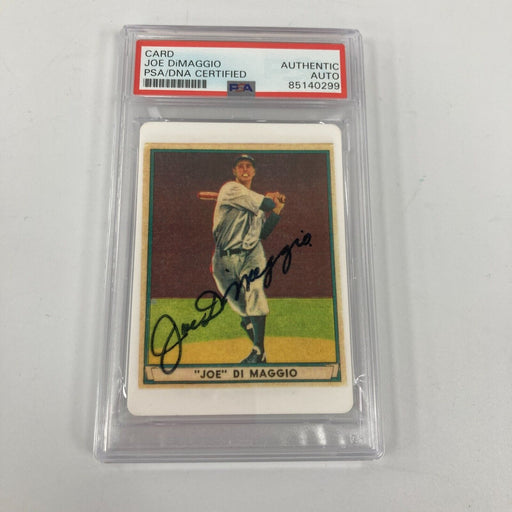 CARD
JOE DiMAGGIO
PSA/DNA CERTIFIED
AUTHENTIC
AUTO
85140299
PSA
Joe DiMaggio
"JOE" DI MAGGIO